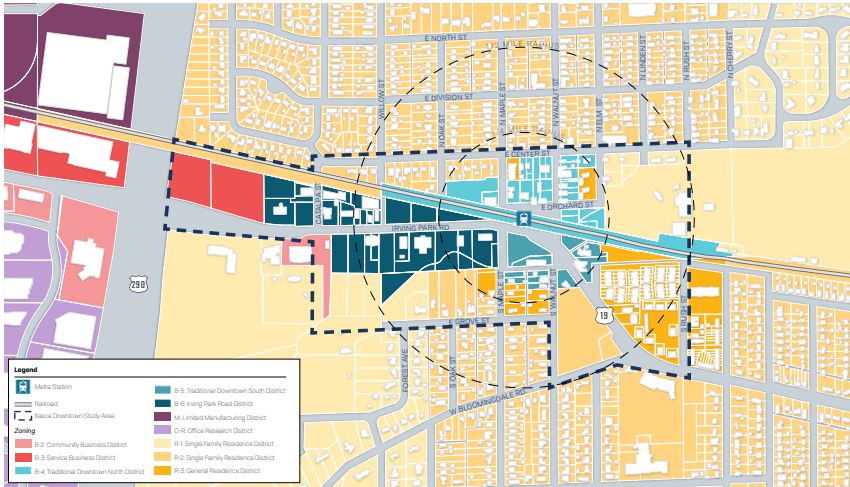 E NORTH ST
.5 MILE RADIUS
WILLOW ST
N LINDEN ST
N RUSH ST
N CHERRY ST
E DIVISION ST
N OAK ST
N MAPLE ST
N WALNUT ST
N ELM ST
MILE RADIUS
E CENTER ST
CATALPA ST
E ORCHARD ST
IRVING PARK RD
290
S MAPLE ST
S WALNUT ST
19
S RUSH ST
E GROVE ST
FOREST AVE
S OAK ST
W BLOOMINGDALE RD
Legend
Metra Station
Railroad
Itasca Downtown Study Area
Zoning
B-2: Community Business District
B-3: Service Business District
B-4: Traditional Downtown North District
B-5: Traditional Downtown South District
B-6: Irving Park Road District
M: Limited Manufacturing District
O-R: Office Research District
R-1: Single Family Residence District
R-2: Single Family Residence District
R-3: General Residence District